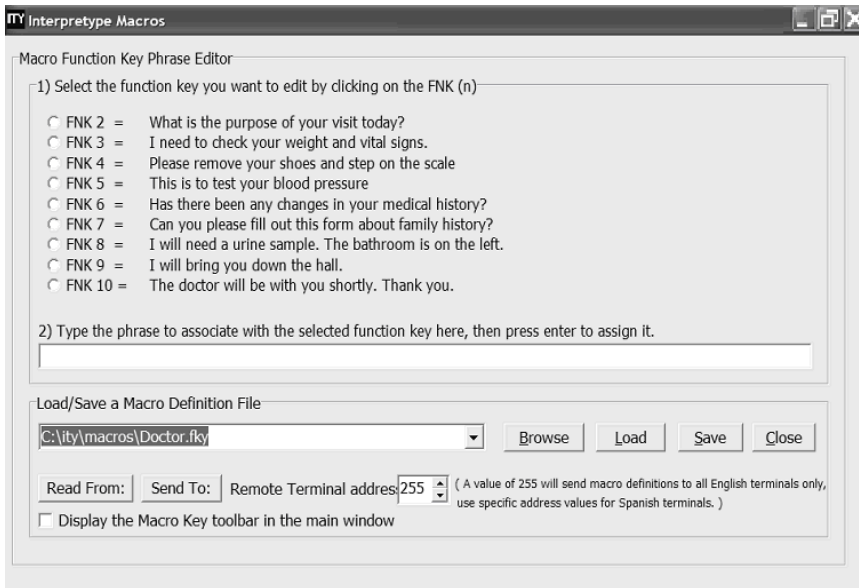 ITY Interpretype Macros
Macro Function Key Phrase Editor
1) Select the function key you want to edit by clicking on the FNK (n)
FNK 2 = What is the purpose of your visit today?
FNK 3 = I need to check your weight and vital signs.
FNK 4 = Please remove your shoes and step on the scale
FNK 5 = This is to test your blood pressure
FNK 6 = Has there been any changes in your medical history?
FNK 7 = Can you please fill out this form about family history?
FNK 8 = I will need a urine sample. The bathroom is on the left.
FNK 9 = I will bring you down the hall.
FNK 10 = The doctor will be with you shortly. Thank you.
2) Type the phrase to associate with the selected function key here, then press enter to assign it.
Load/Save a Macro Definition File
C:\ity\macros\Doctor.fky Browse Load Save Close
Read From: Send To: Remote Terminal addres 255 ( A value of 255 will send macro definitions to all English terminals only,
use specific address values for Spanish terminals. )
Display the Macro Key toolbar in the main window